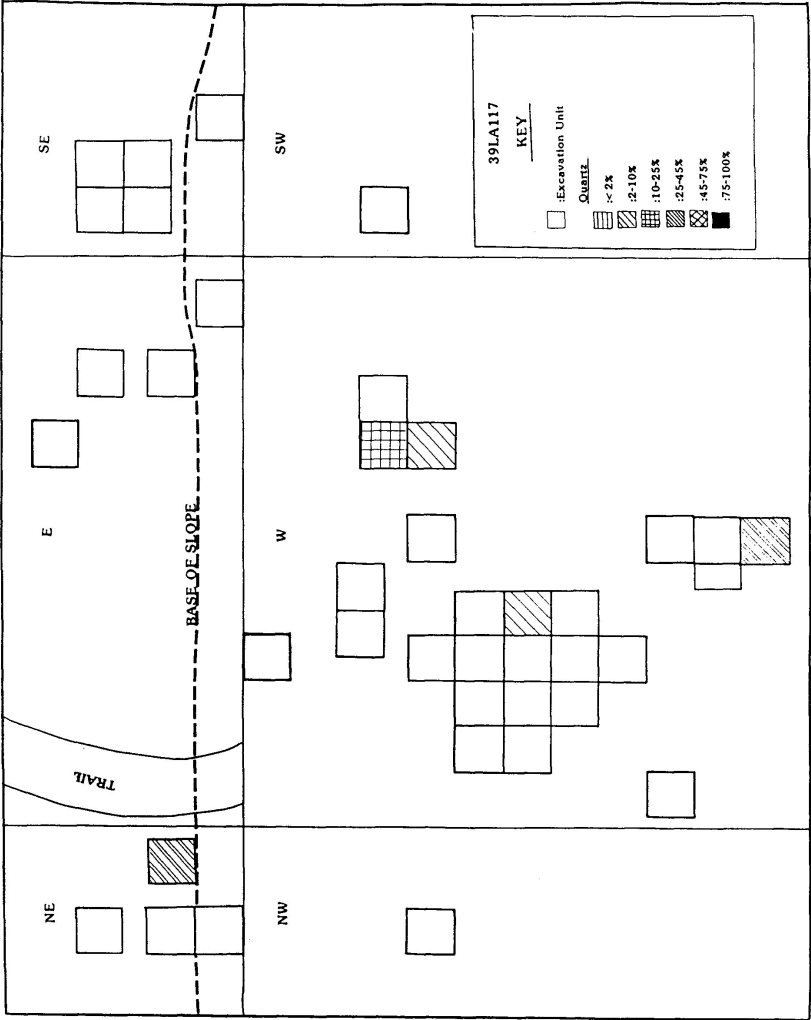 SE
SW
39LA117
KEY
:Excavation Unit
Quartz
:< 2%
:2-10%
:10-25%
:25-45%
:45-75%
:75-100%
E
W
BASE OF SLOPE
TRAIL
NE
NW